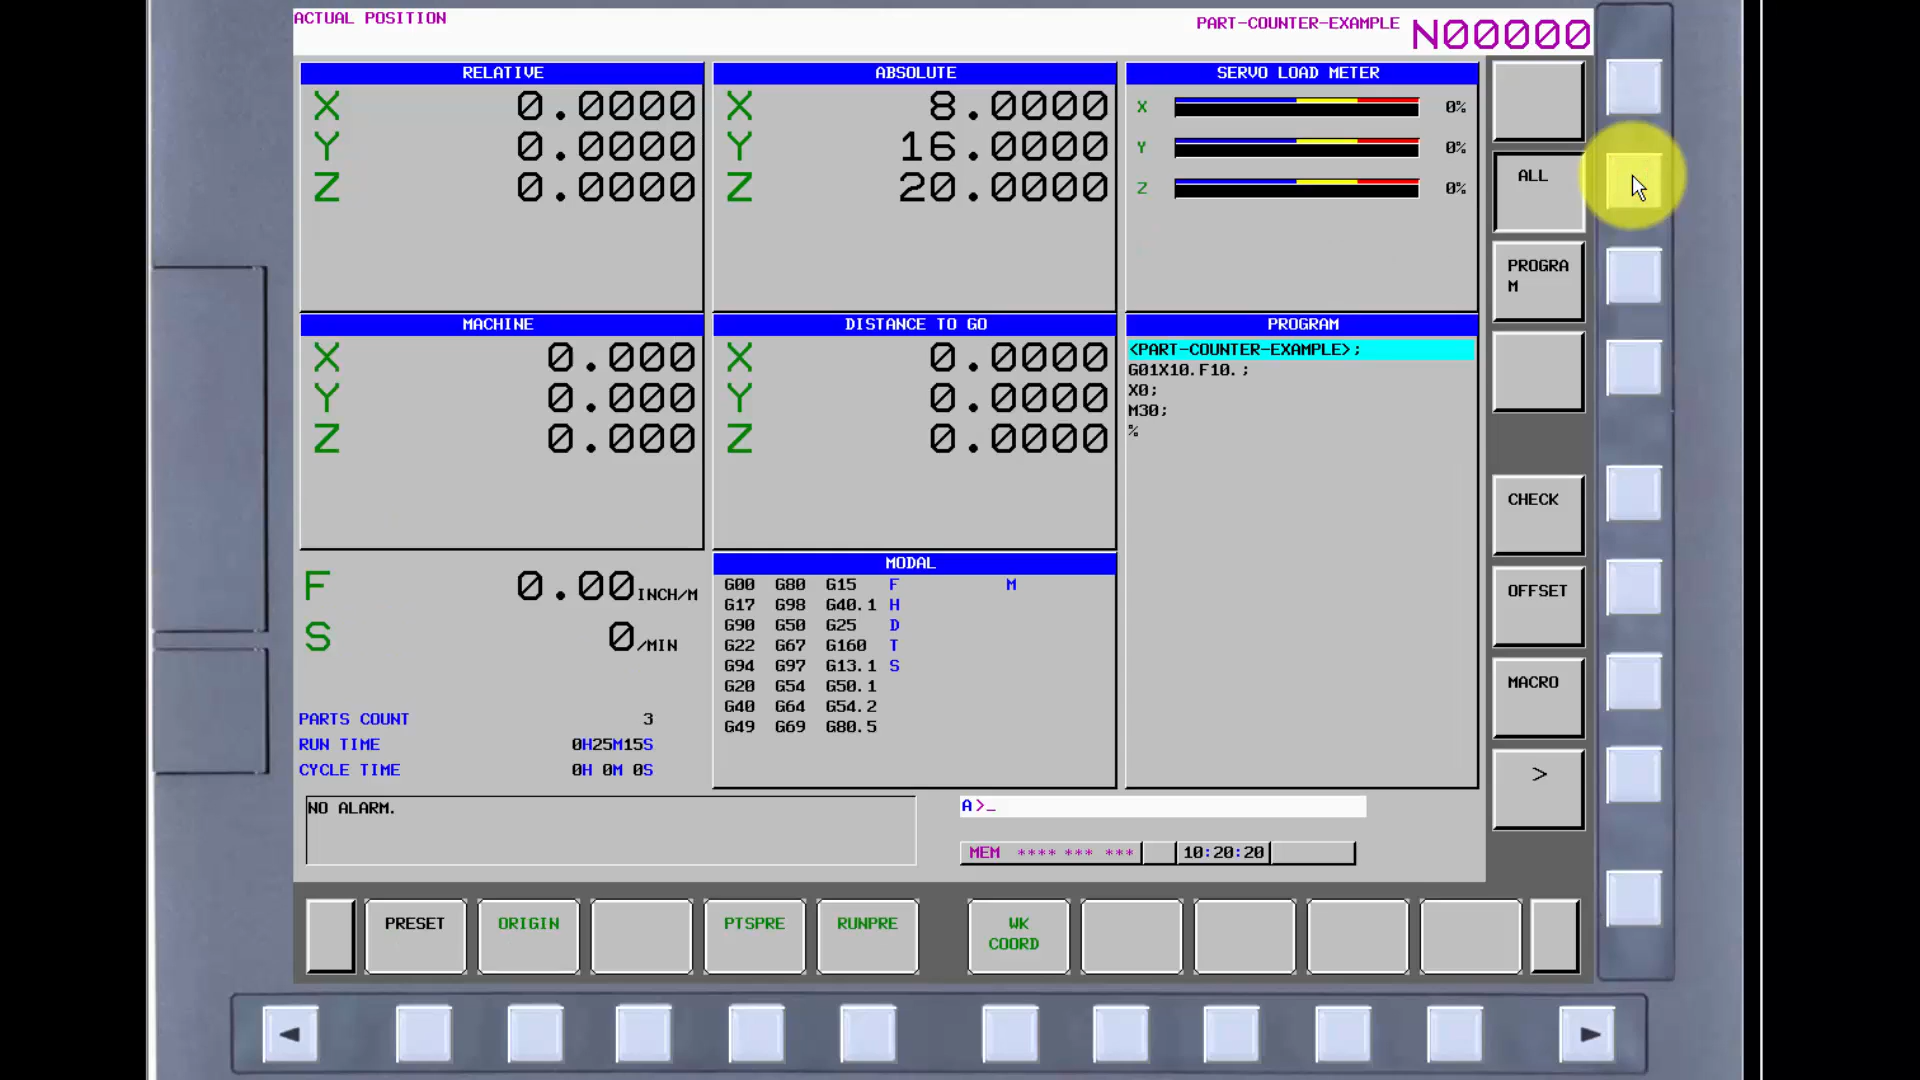 ACTUAL POSITION
PART-COUNTER-EXAMPLE N00000
RELATIVE
X 0.0000
Y 0.0000
Z 0.0000
ABSOLUTE
X 8.0000
Y 16.0000
Z 20.0000
SERVO LOAD METER
X 0%
Y 0%
Z 0%
MACHINE
X 0.000
Y 0.000
Z 0.000
DISTANCE TO GO
X 0.0000
Y 0.0000
Z 0.0000
PROGRAM
<PART-COUNTER-EXAMPLE>;
G01X10.F10.;
X0;
M30;
%
F 0.00 INCH/M
S 0 /MIN
PARTS COUNT 3
RUN TIME 0H25M15S
CYCLE TIME 0H 0M 0S
MODAL
G00 G80 G15 F M
G17 G98 G40.1 H
G90 G50 G25 D
G22 G67 G160 T
G94 G97 G13.1 S
G20 G54 G50.1
G40 G64 G54.2
G49 G69 G80.5
NO ALARM.
A>_
MEM **** *** *** 10:20:20
ALL
PROGRA
M
CHECK
OFFSET
MACRO
>
PRESET
ORIGIN
PTSPRE
RUNPRE
WK
COORD